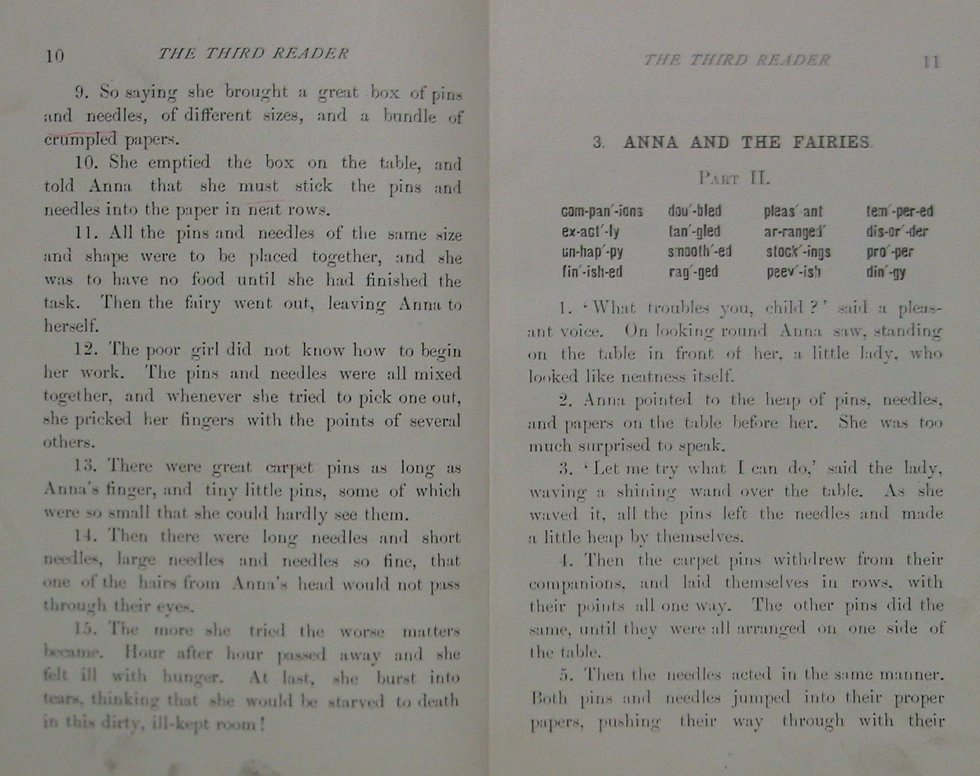 10 THE THIRD READER
9. So saying she brought a great box of pins
and needles, of different sizes, and a bundle of
crumpled papers.
10. She emptied the box on the table, and
told Anna that she must stick the pins and
needles into the paper in neat rows.
11. All the pins and needles of the same size
and shape were to be placed together, and she
was to have no food until she had finished the
task. Then the fairy went out, leaving Anna to
herself.
12. The poor girl did not know how to begin
her work. The pins and needles were all mixed
together, and whenever she tried to pick one out,
she pricked her fingers with the points of several
others.
13. There were great carpet pins as long as
Anna's finger, and tiny little pins, some of which
were so small that she could hardly see them.
14. Then there were long needles and short
needles, large needles and needles so fine, that
one of the hairs from Anna's head would not pass
through their eyes.
15. The more she tried the worse matters
became. Hour after hour passed away and she
felt ill with hunger. At last, she burst into
tears, thinking that she would be starved to death
in this dirty, ill-kept room!
THE THIRD READER 11
3. ANNA AND THE FAIRIES.
PART II.
com-pan´-ions dou´-bled pleas´ ant tem´-per-ed
ex-act´-ly tan´-gled ar-rang-ed´ dis-or´-der
un-hap´-py smooth´-ed stock´-ings pro´-per
fin´-ish-ed rag´-ged peev´-ish din´-gy
1. ‘What troubles you, child?’ said a pleas-
ant voice. On looking round Anna saw, standing
on the table in front of her, a little lady, who
looked like neatness itself.
2. Anna pointed to the heap of pins, needles,
and papers on the table before her. She was too
much surprised to speak.
3. ‘Let me try what I can do,’ said the lady,
waving a shining wand over the table. As she
waved it, all the pins left the needles and made
a little heap by themselves.
4. Then the carpet pins withdrew from their
companions, and laid themselves in rows, with
their points all one way. The other pins did the
same, until they were all arranged on one side of
the table.
5. Then the needles acted in the same manner.
Both pins and needles jumped into their proper
papers, pushing their way through with their